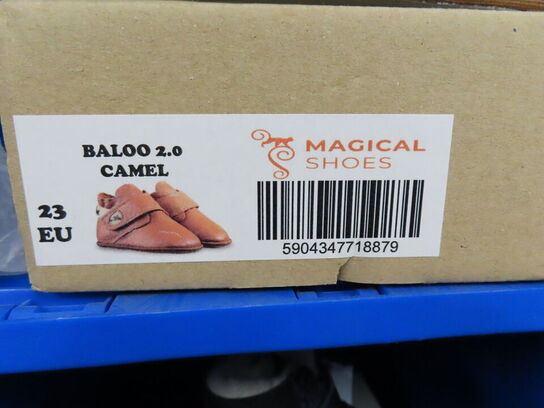 BALOO 2.0
CAMEL
23
EU
MAGICAL
SHOES
5904347718879